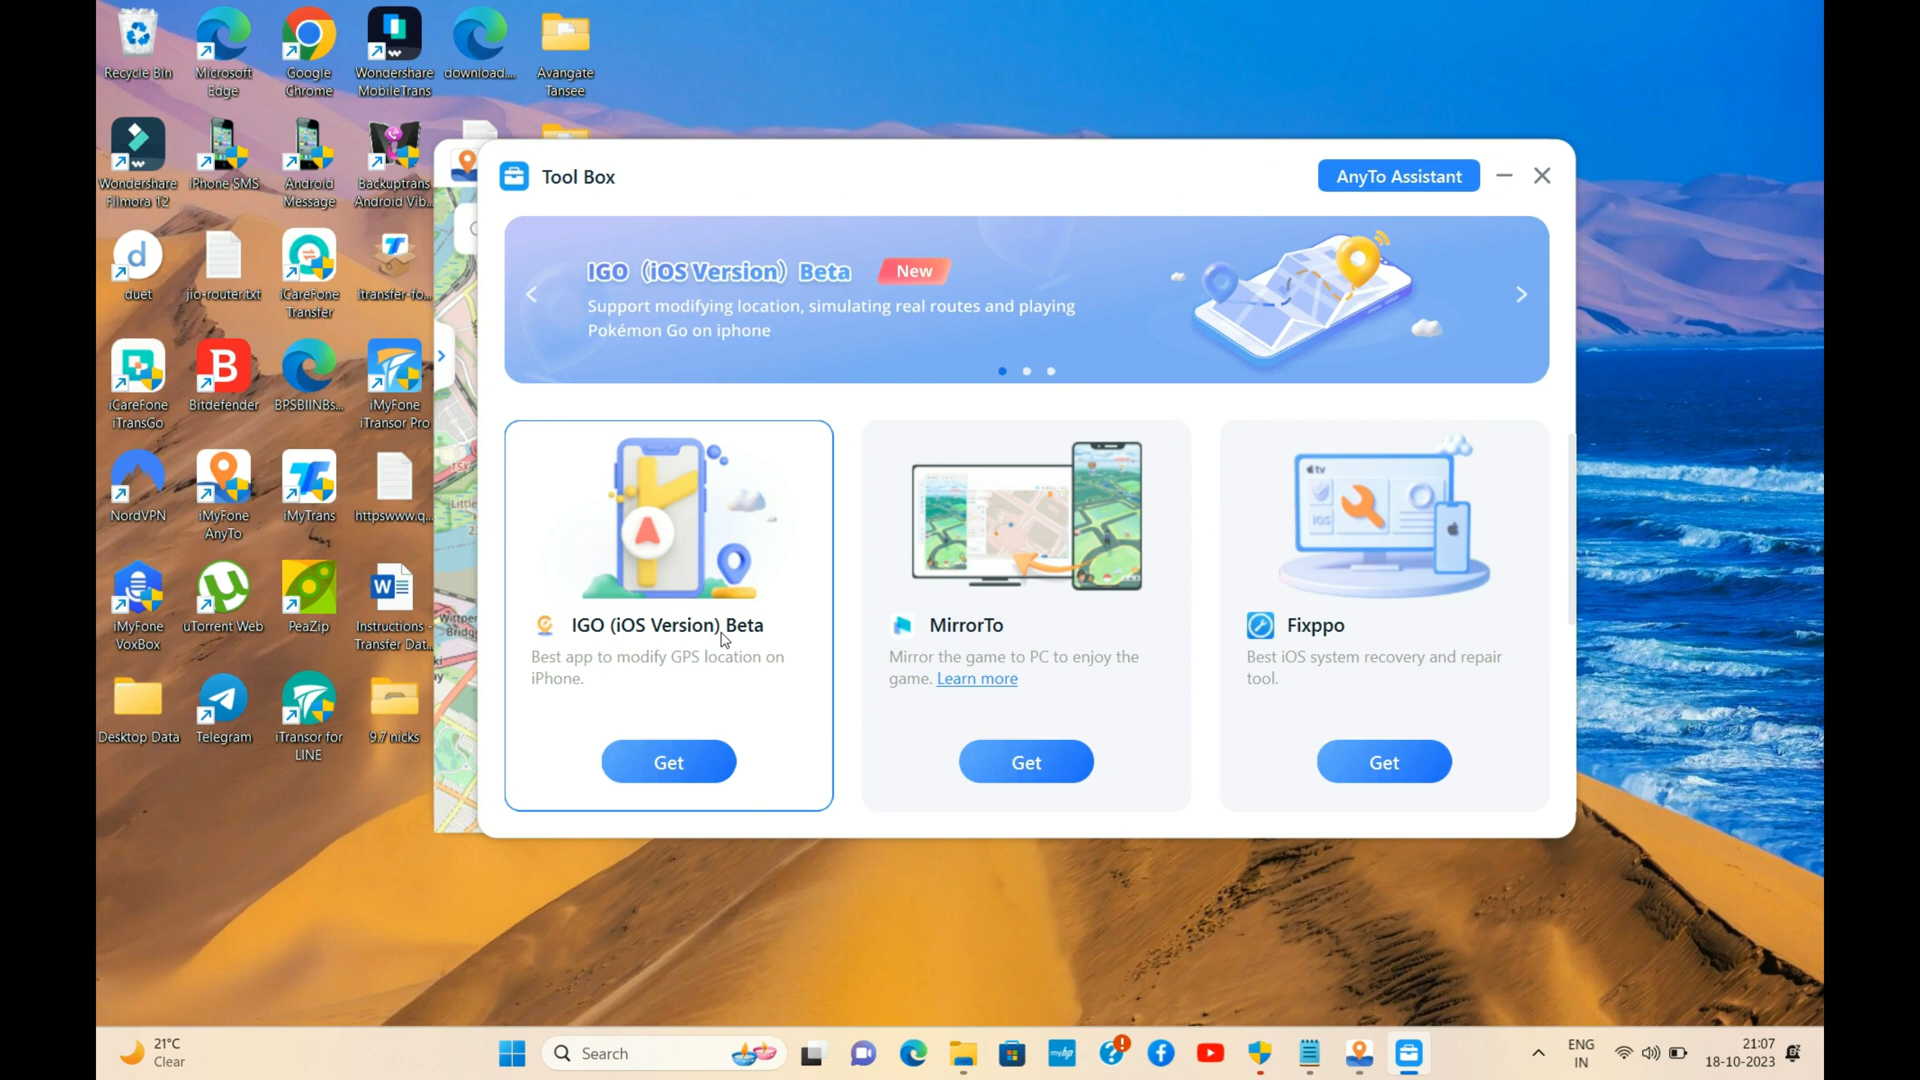 Recycle Bin
Microsoft
Edge
Google
Chrome
Wondershare
MobileTrans
download....
Avangate
Tansee
Wondershare
Filmora 12
iPhone SMS
Android
Message
Backuptrans
Android Vib...
duet
jio-router.txt
iCareFone
Transfer
itransfer-fo...
iCareFone
iTransGo
Bitdefender
BPSBIINBs...
iMyFone
iTransor Pro
NordVPN
iMyFone
AnyTo
iMyTrans
httpswww.q...
iMyFone
VoxBox
uTorrent Web
PeaZip
Instructions -
Transfer Dat...
Desktop Data
Telegram
iTransor for
LINE
9.7 nicks
Tool Box
AnyTo Assistant
IGO (iOS Version) Beta
New
Support modifying location, simulating real routes and playing
Pokémon Go on iphone
IGO (iOS Version) Beta
Best app to modify GPS location on
iPhone.
Get
MirrorTo
Mirror the game to PC to enjoy the
game. Learn more
Get
Fixppo
Best iOS system recovery and repair
tool.
Get
tv
iOS
Little
21°C
Clear
Search
ENG
IN
21:07
18-10-2023